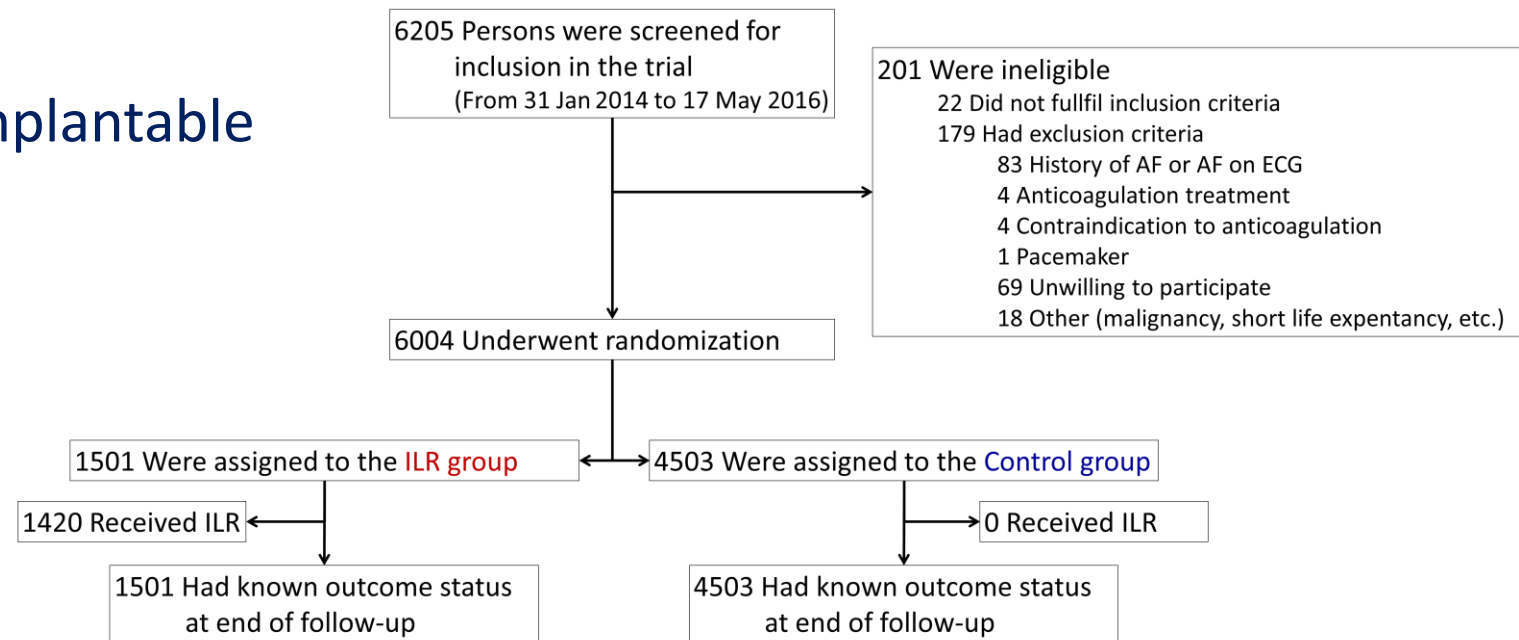 6205 Persons were screened for
inclusion in the trial
(From 31 Jan 2014 to 17 May 2016)
nplantable
201 Were ineligible
22 Did not fullfil inclusion criteria
179 Had exclusion criteria
83 History of AF or AF on ECG
4 Anticoagulation treatment
4 Contraindication to anticoagulation
1 Pacemaker
69 Unwilling to participate
18 Other (malignancy, short life expentancy, etc.)
6004 Underwent randomization
1501 Were assigned to the ILR group
4503 Were assigned to the Control group
1420 Received ILR
0 Received ILR
1501 Had known outcome status
at end of follow-up
4503 Had known outcome status
at end of follow-up